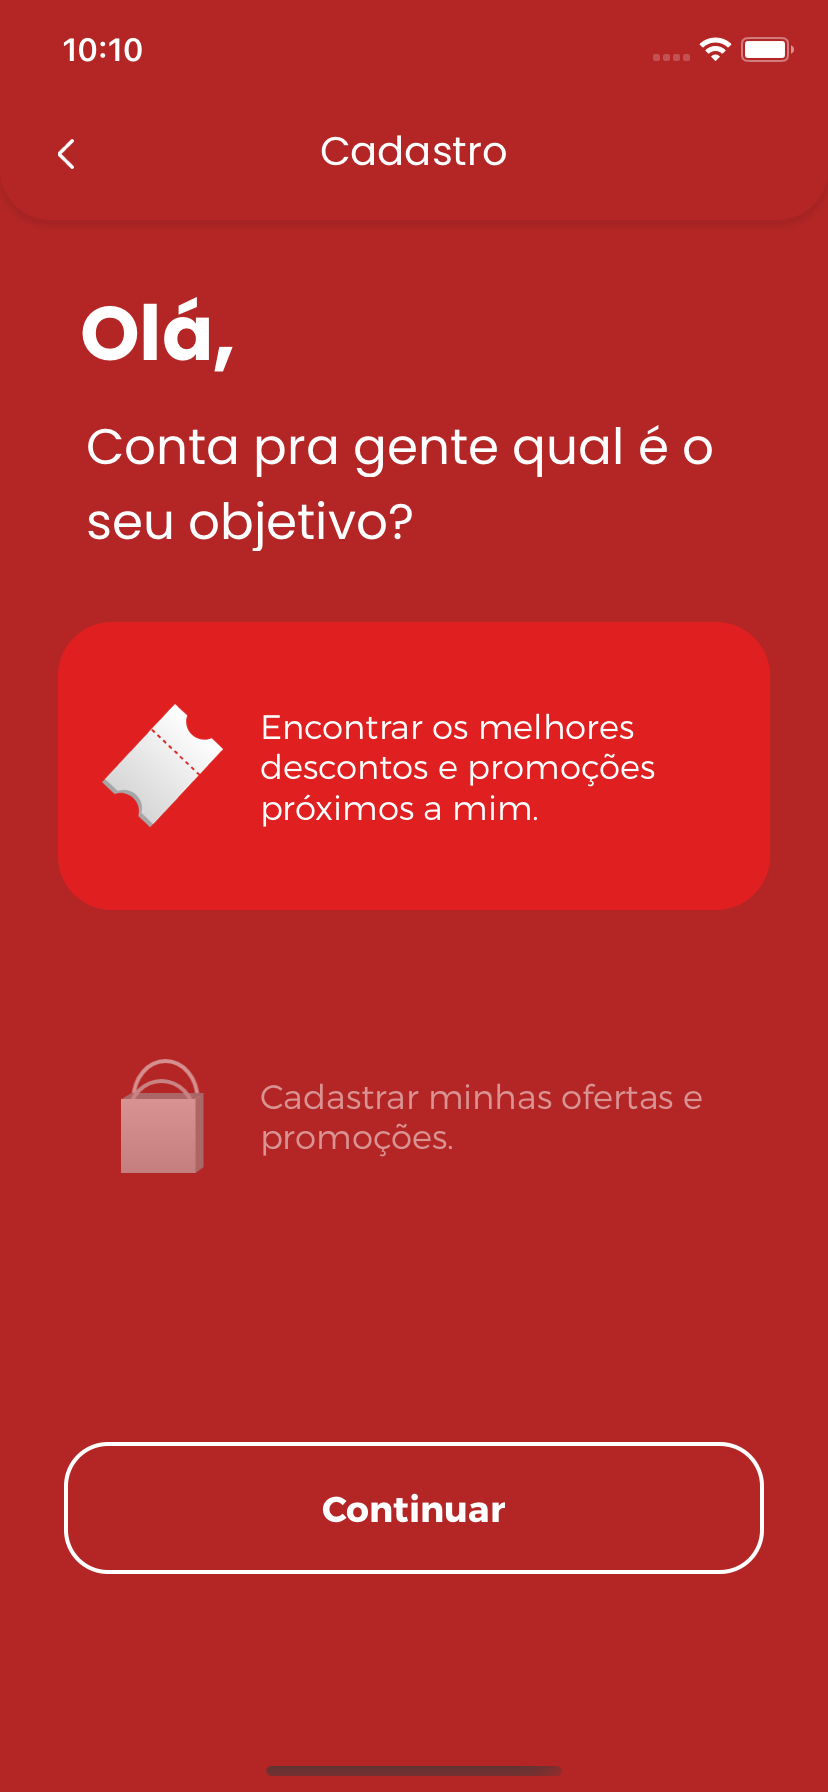 10:10
Cadastro
Olá,
Conta pra gente qual é o
seu objetivo?
Encontrar os melhores
descontos e promoções
próximos a mim.
Cadastrar minhas ofertas e
promoções.
Continuar